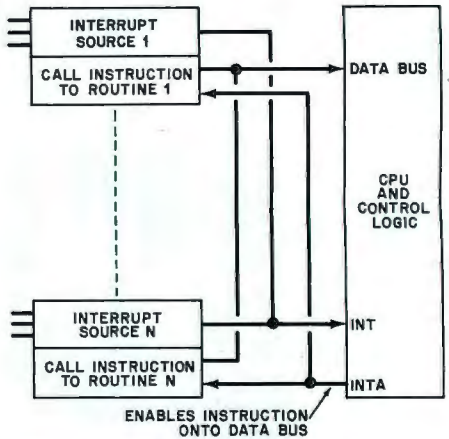 INTERRUPT
SOURCE 1
CALL INSTRUCTION
TO ROUTINE 1
DATA BUS
CPU
AND
CONTROL
LOGIC
INTERRUPT
SOURCE N
INT
CALL INSTRUCTION
TO ROUTINE N
INTA
ENABLES INSTRUCTION
ONTO DATA BUS